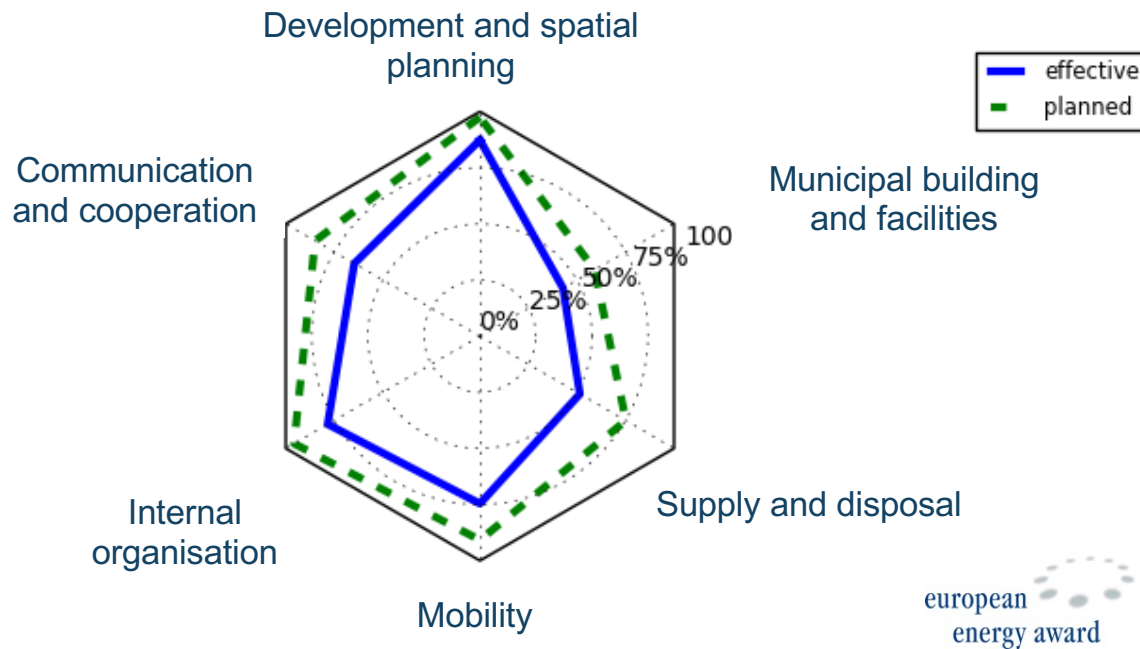 Development and spatial
planning
effective
planned
Communication
and cooperation
Municipal building
and facilities
100
75%
50%
25%
0%
Internal
organisation
Supply and disposal
Mobility
european
energy award